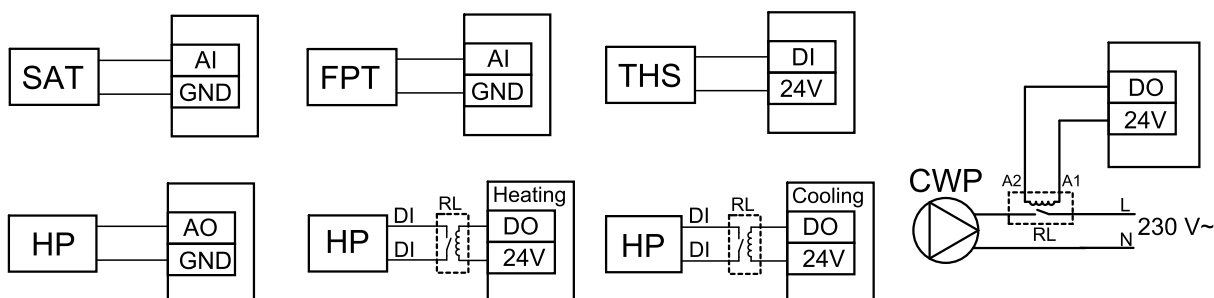 SAT
AI
GND
FPT
AI
GND
THS
DI
24V
DO
24V
HP
AO
GND
HP
DI
DI
RL
Heating
DO
24V
HP
DI
DI
RL
Cooling
DO
24V
CWP
A2
A1
RL
L
N
230 V~